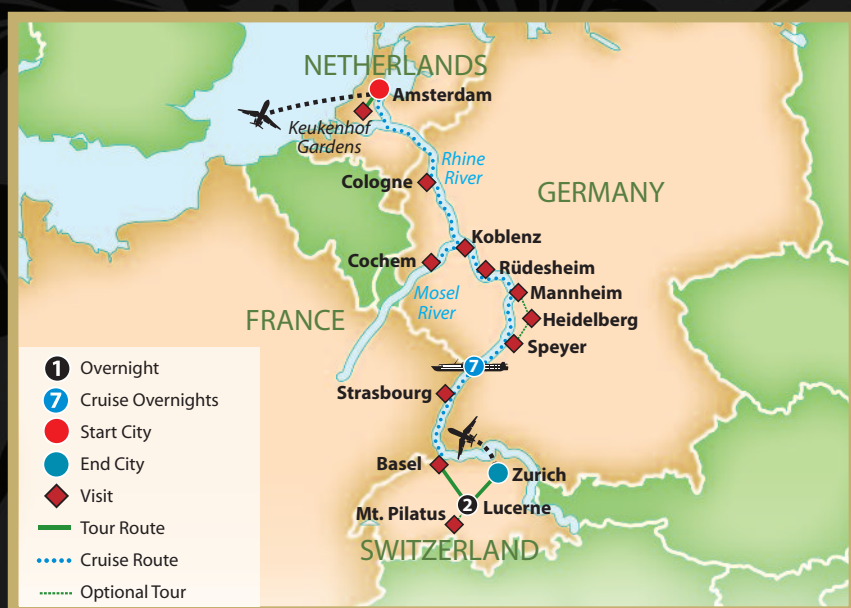 NETHERLANDS
Amsterdam
Keukenhof
Gardens
Rhine
River
Cologne
GERMANY
Koblenz
Cochem
Rüdesheim
Mosel
River
Mannheim
FRANCE
Heidelberg
Speyer
7
Strasbourg
Basel
Zurich
2
Lucerne
Mt. Pilatus
SWITZERLAND
1 Overnight
7 Cruise Overnights
Start City
End City
Visit
Tour Route
Cruise Route
Optional Tour